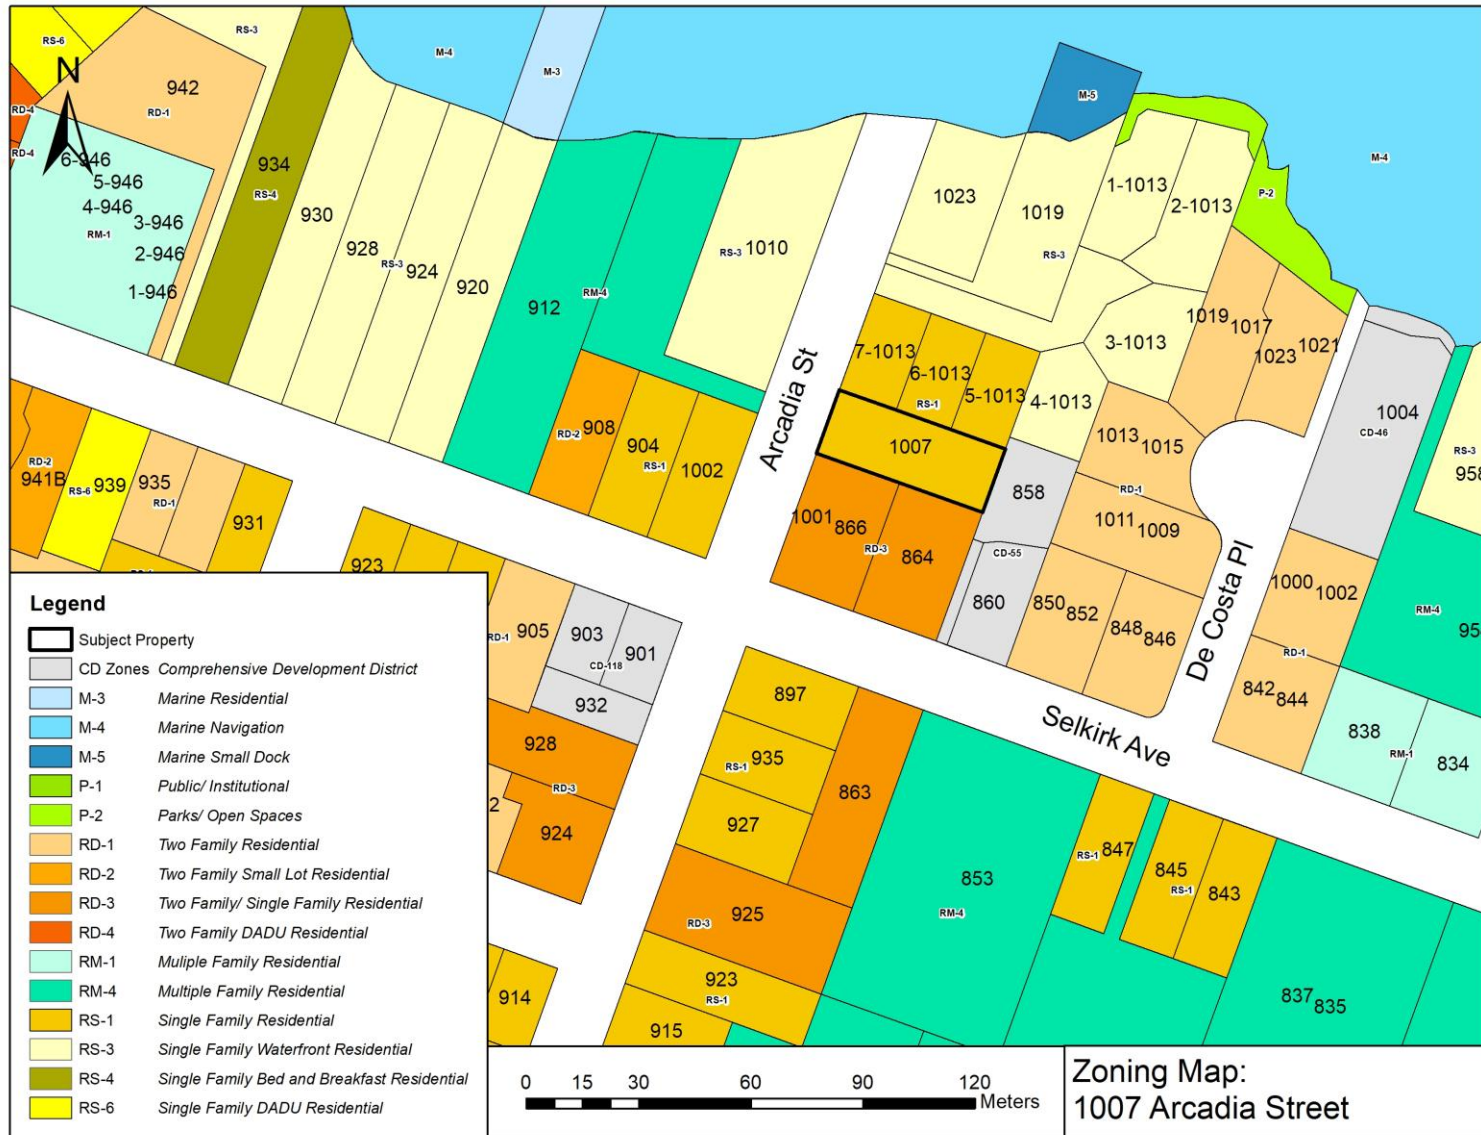 RS-6
RS-3
M-4
M-3
M-5
M-4
N
942
RD-1
RD-4
RD-4
6-946
5-946
4-946
3-946
RM-1
2-946
1-946
934
RS-4
930
928
RS-3
924
920
912
RM-4
RS-3 1010
1023
1019
RS-3
1-1013
2-1013
P-2
Arcadia St
7-1013
6-1013
5-1013
RS-1
4-1013
3-1013
1019
1017
1023
1021
1004
CD-46
RS-3
958
RD-2
908
904
RS-1
1002
1007
858
1013
1015
RD-1
1011
1009
1001
866
RD-3
864
CD-55
860
850
852
848
846
De Costa Pl
1000
1002
RD-1
842
844
RM-4
95
838
RM-1
834
RD-2
941B
RS-6 939
935
RD-1
931
923
RD-1 905
903
901
CD-118
932
928
RD-3
924
2
914
Selkirk Ave
897
RS-1 935
927
863
925
RD-3
923
RS-1
915
853
RM-4
RS-1 847
845
RS-1
843
837
835
Legend
Subject Property
CD Zones Comprehensive Development District
M-3 Marine Residential
M-4 Marine Navigation
M-5 Marine Small Dock
P-1 Public/ Institutional
P-2 Parks/ Open Spaces
RD-1 Two Family Residential
RD-2 Two Family Small Lot Residential
RD-3 Two Family/ Single Family Residential
RD-4 Two Family DADU Residential
RM-1 Muliple Family Residential
RM-4 Multiple Family Residential
RS-1 Single Family Residential
RS-3 Single Family Waterfront Residential
RS-4 Single Family Bed and Breakfast Residential
RS-6 Single Family DADU Residential
0 15 30 60 90 120
Meters
Zoning Map:
1007 Arcadia Street